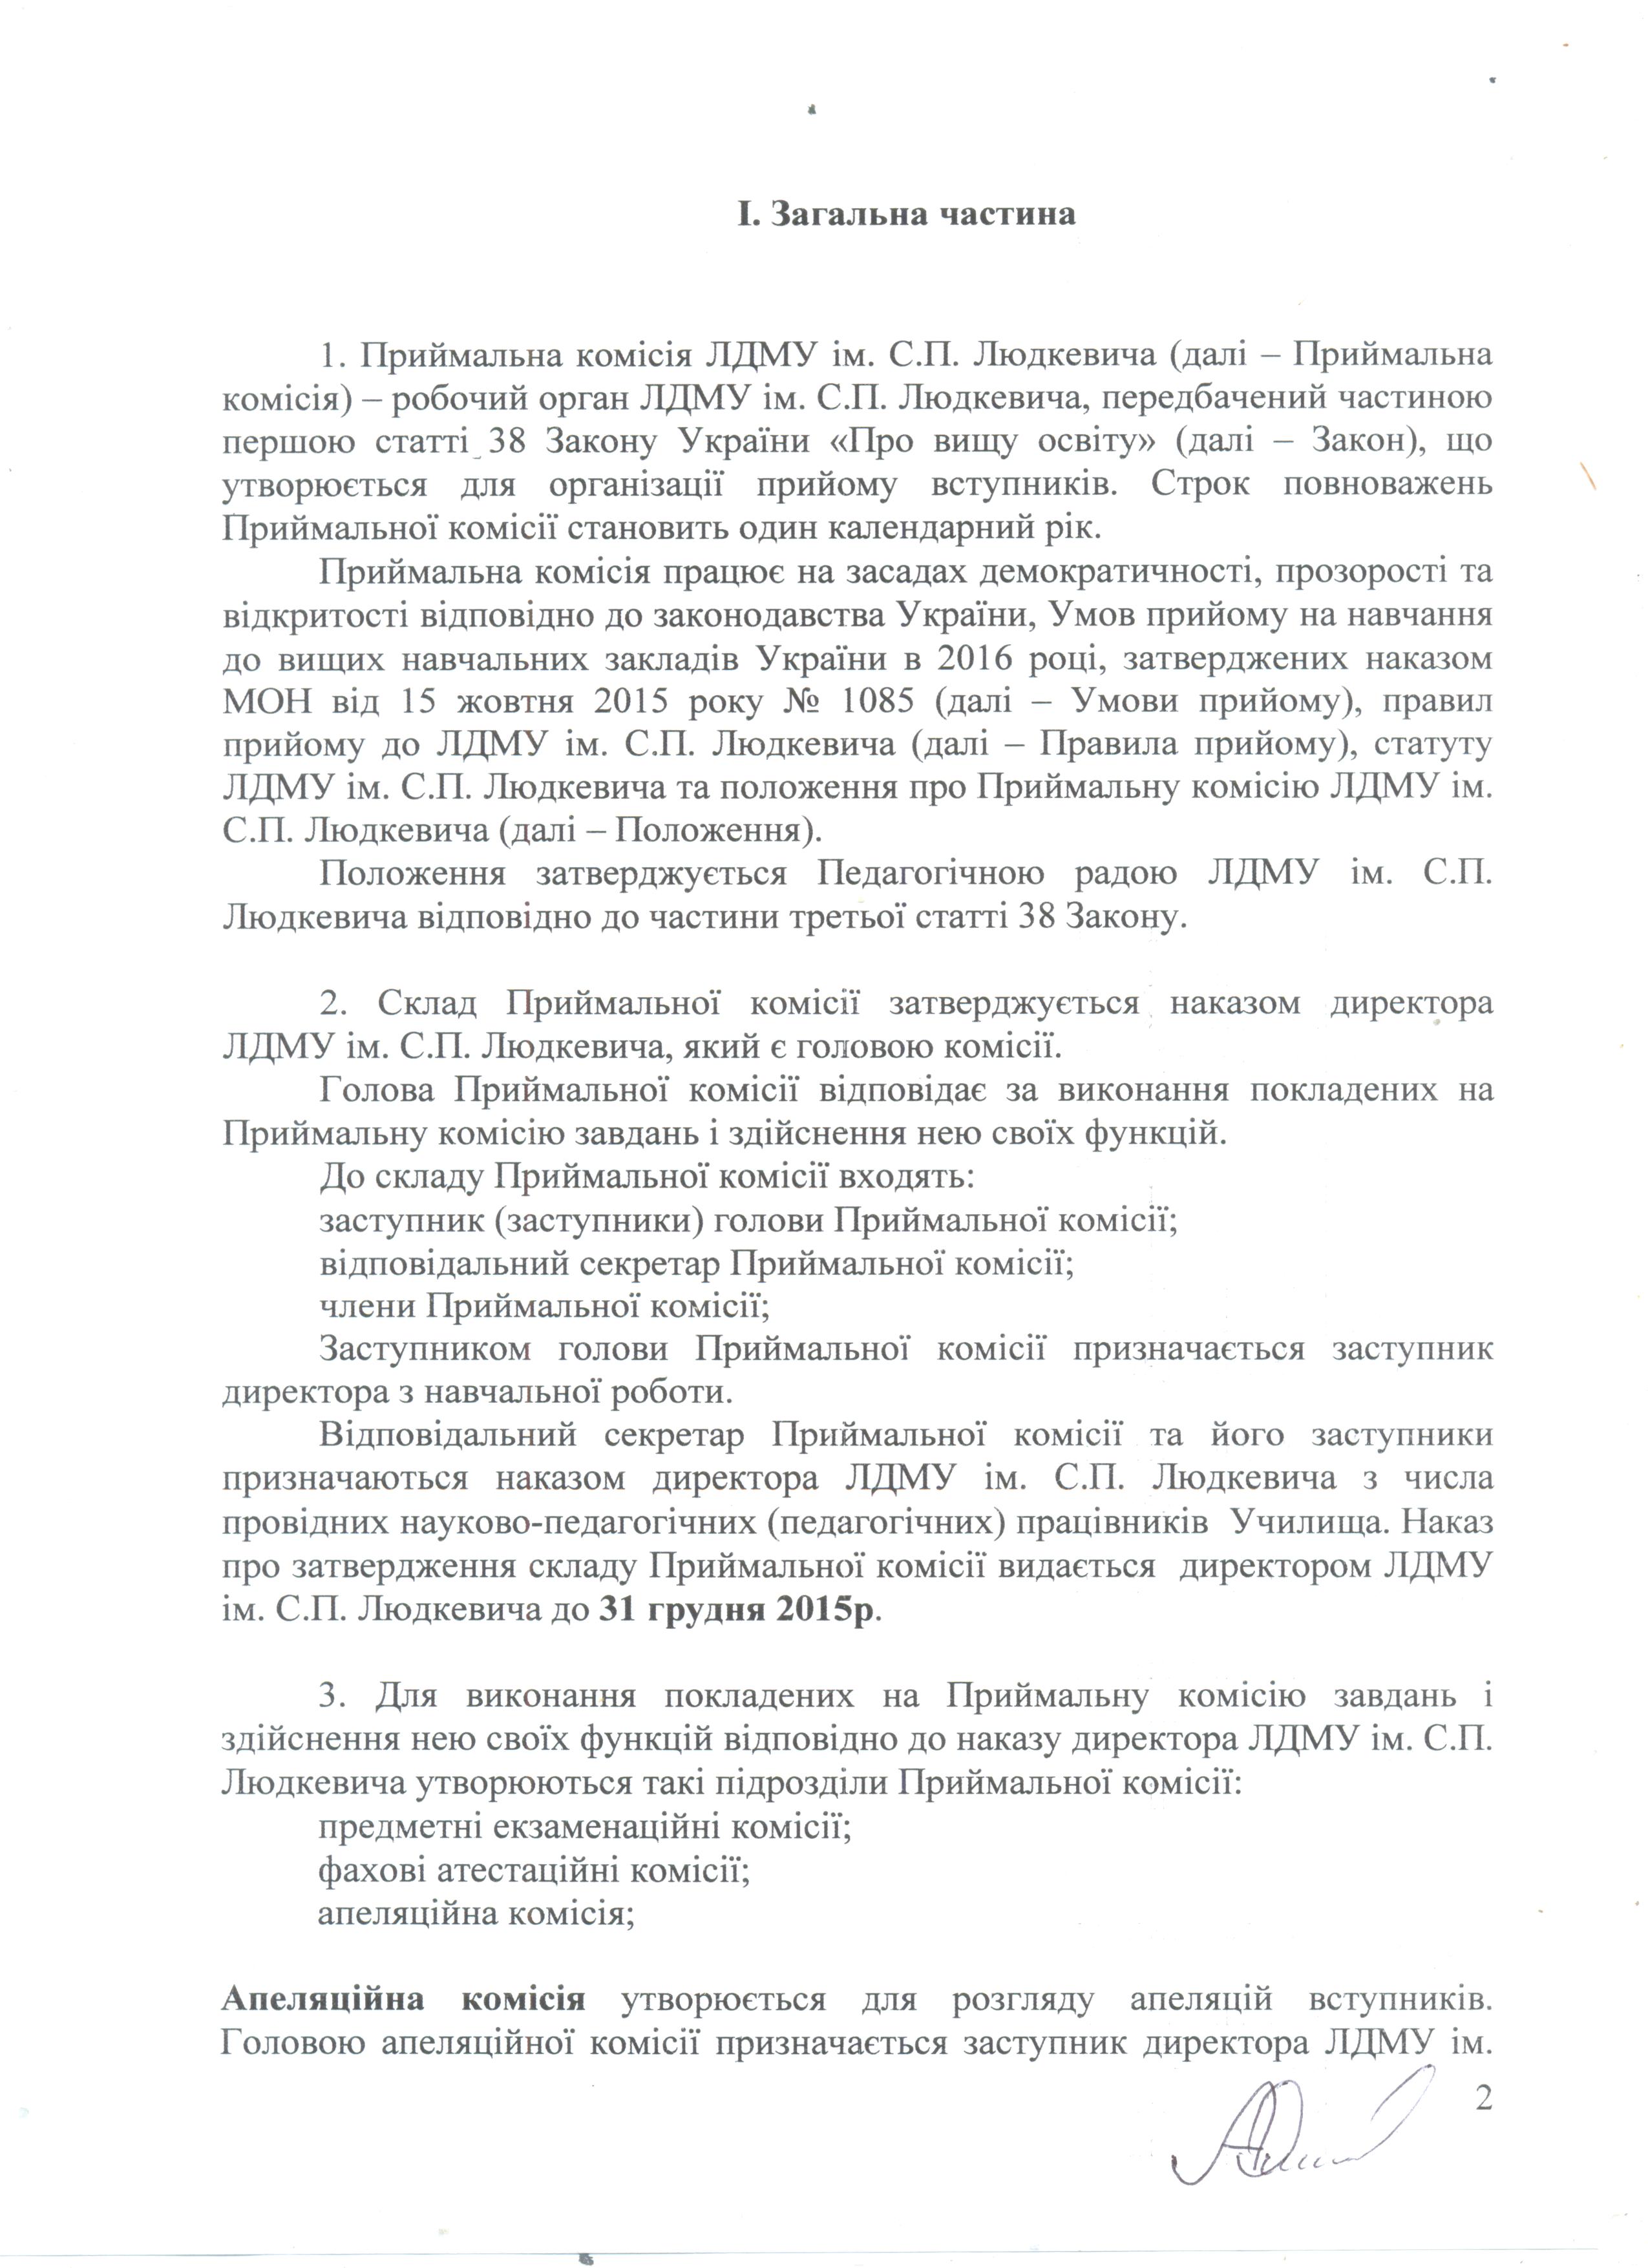 І. Загальна частина
1. Приймальна комісія ЛДМУ ім. С.П. Людкевича (далі – Приймальна
комісія) – робочий орган ЛДМУ ім. С.П. Людкевича, передбачений частиною
першою статті 38 Закону України «Про вищу освіту» (далі – Закон), що
утворюється для організації прийому вступників. Строк повноважень
Приймальної комісії становить один календарний рік.
Приймальна комісія працює на засадах демократичності, прозорості та
відкритості відповідно до законодавства України, Умов прийому на навчання
до вищих навчальних закладів України в 2016 році, затверджених наказом
МОН від 15 жовтня 2015 року № 1085 (далі – Умови прийому), правил
прийому до ЛДМУ ім. С.П. Людкевича (далі – Правила прийому), статуту
ЛДМУ ім. С.П. Людкевича та положення про Приймальну комісію ЛДМУ ім.
С.П. Людкевича (далі – Положення).
Положення затверджується Педагогічною радою ЛДМУ ім. С.П.
Людкевича відповідно до частини третьої статті 38 Закону.
2. Склад Приймальної комісії затверджується наказом директора
ЛДМУ ім. С.П. Людкевича, який є головою комісії.
Голова Приймальної комісії відповідає за виконання покладених на
Приймальну комісію завдань і здійснення нею своїх функцій.
До складу Приймальної комісії входять:
заступник (заступники) голови Приймальної комісії;
відповідальний секретар Приймальної комісії;
члени Приймальної комісії;
Заступником голови Приймальної комісії призначається заступник
директора з навчальної роботи.
Відповідальний секретар Приймальної комісії та його заступники
призначаються наказом директора ЛДМУ ім. С.П. Людкевича з числа
провідних науково-педагогічних (педагогічних) працівників Училища. Наказ
про затвердження складу Приймальної комісії видається директором ЛДМУ
ім. С.П. Людкевича до 31 грудня 2015р.
3. Для виконання покладених на Приймальну комісію завдань і
здійснення нею своїх функцій відповідно до наказу директора ЛДМУ ім. С.П.
Людкевича утворюються такі підрозділи Приймальної комісії:
предметні екзаменаційні комісії;
фахові атестаційні комісії;
апеляційна комісія;
Апеляційна комісія утворюється для розгляду апеляцій вступників.
Головою апеляційної комісії призначається заступник директора ЛДМУ ім.
2